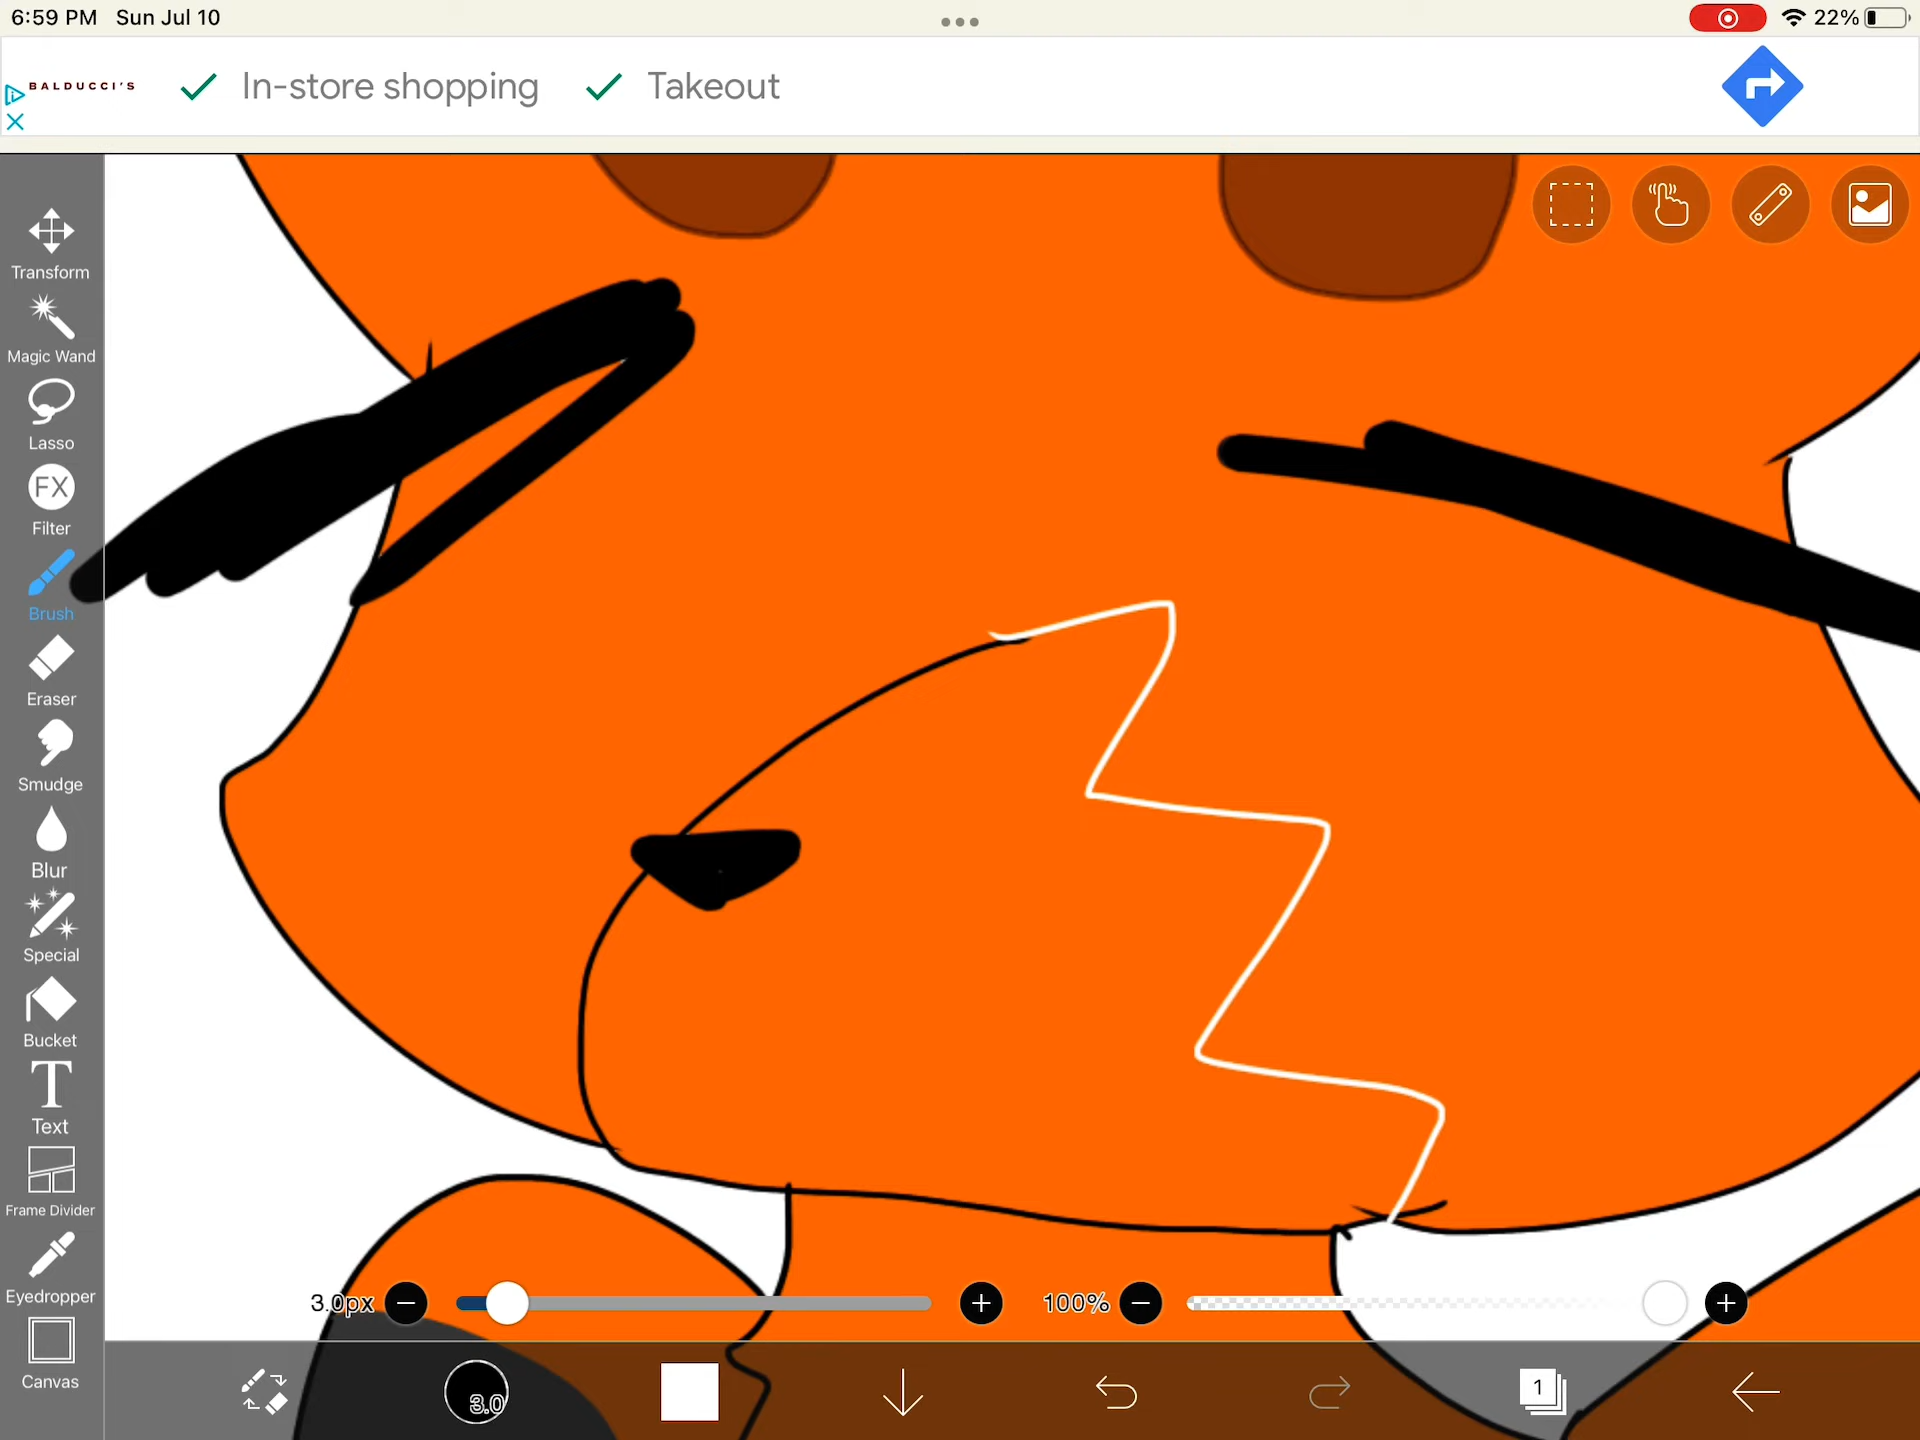 6:59 PM Sun Jul 10
22%
BALDUCCI'S
In-store shopping
Takeout
Transform
Magic Wand
Lasso
FX
Filter
Brush
Eraser
Smudge
Blur
Special
Bucket
T
Text
Frame Divider
Eyedropper
Canvas
3.0px
100%
3.0
1